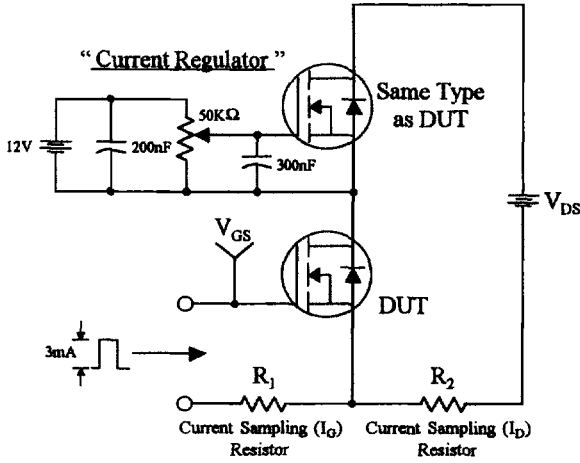 “ Current Regulator ”
Same Type
as DUT
12V
200nF
50KΩ
300nF
V_DS
V_GS
DUT
3mA
R_1
R_2
Current Sampling (I_G)
Resistor
Current Sampling (I_D)
Resistor